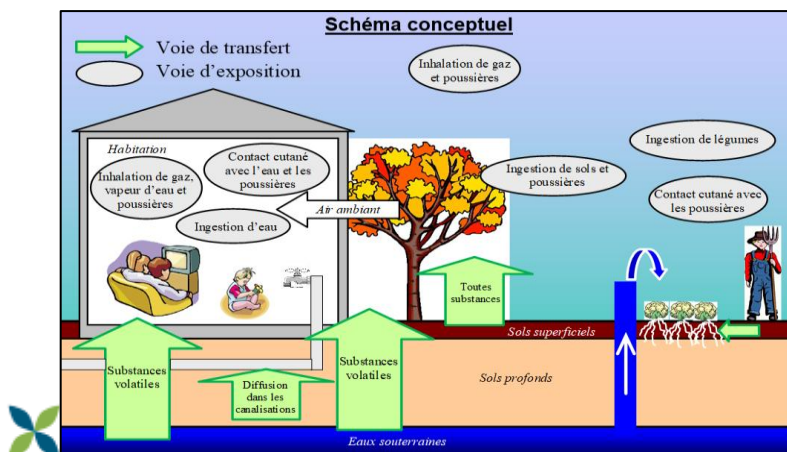 Schéma conceptuel
Voie de transfert
Voie d'exposition
Inhalation de gaz
et poussières
Habitation
Inhalation de gaz,
vapeur d'eau et
poussières
Contact cutané
avec l'eau et les
poussières
Ingestion d'eau
Air ambiant
Ingestion de sols et
poussières
Ingestion de légumes
Contact cutané avec
les poussières
Toutes
substances
Sols superficiels
Substances
volatiles
Diffusion
dans les
canalisations
Substances
volatiles
Sols profonds
Eaux souterraines